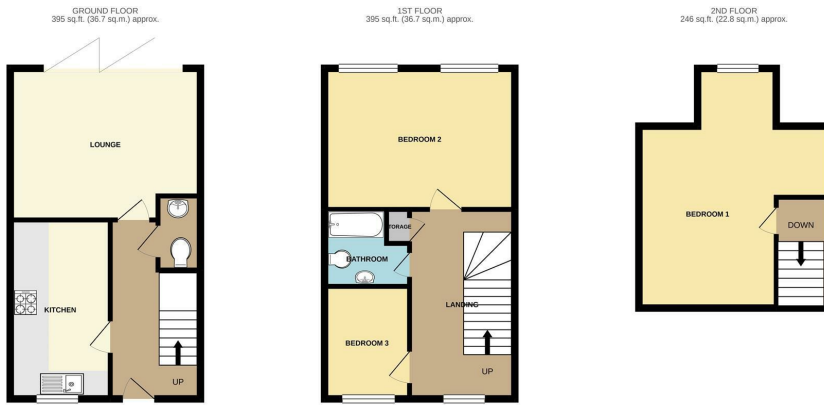 GROUND FLOOR
395 sq.ft. (36.7 sq.m.) approx.
LOUNGE
KITCHEN
UP
1ST FLOOR
395 sq.ft. (36.7 sq.m.) approx.
BEDROOM 2
TORAGE
BATHROOM
LANDING
BEDROOM 3
UP
2ND FLOOR
246 sq.ft. (22.8 sq.m.) approx.
BEDROOM 1
DOWN